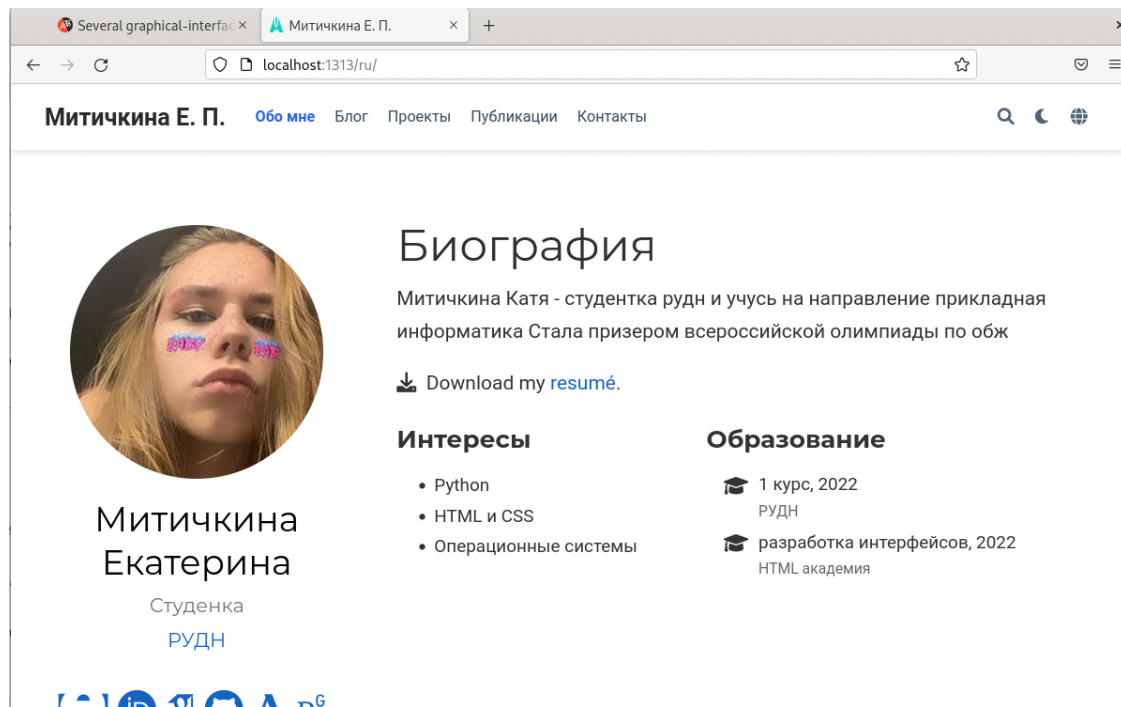 Several graphical-interfac
Митичкина Е. П.
localhost:1313/ru/
Митичкина Е. П. Обо мне Блог Проекты Публикации Контакты
Митичкина
Екатерина
Студенка
РУДН
Биография
Митичкина Катя - студентка рудн и учусь на направление прикладная
информатика Стала призером всероссийской олимпиады по обж
Download my resumé.
Интересы
Python
HTML и CSS
Операционные системы
Образование
1 курс, 2022
РУДН
разработка интерфейсов, 2022
HTML академия